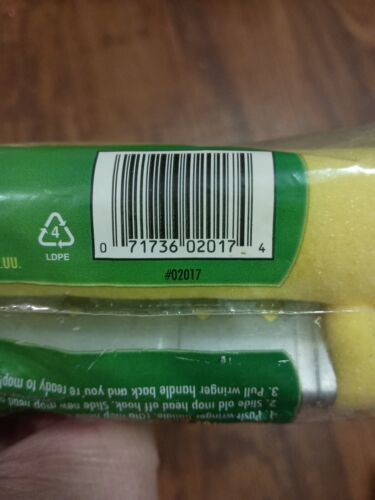 4
LDPE
0 71736 02017 4
#02017
.UU.
3. Pull wringer handle back and you're ready to mop!
2. Slide old mop head off hook. Slide new mop head
1. Push wringer handle,